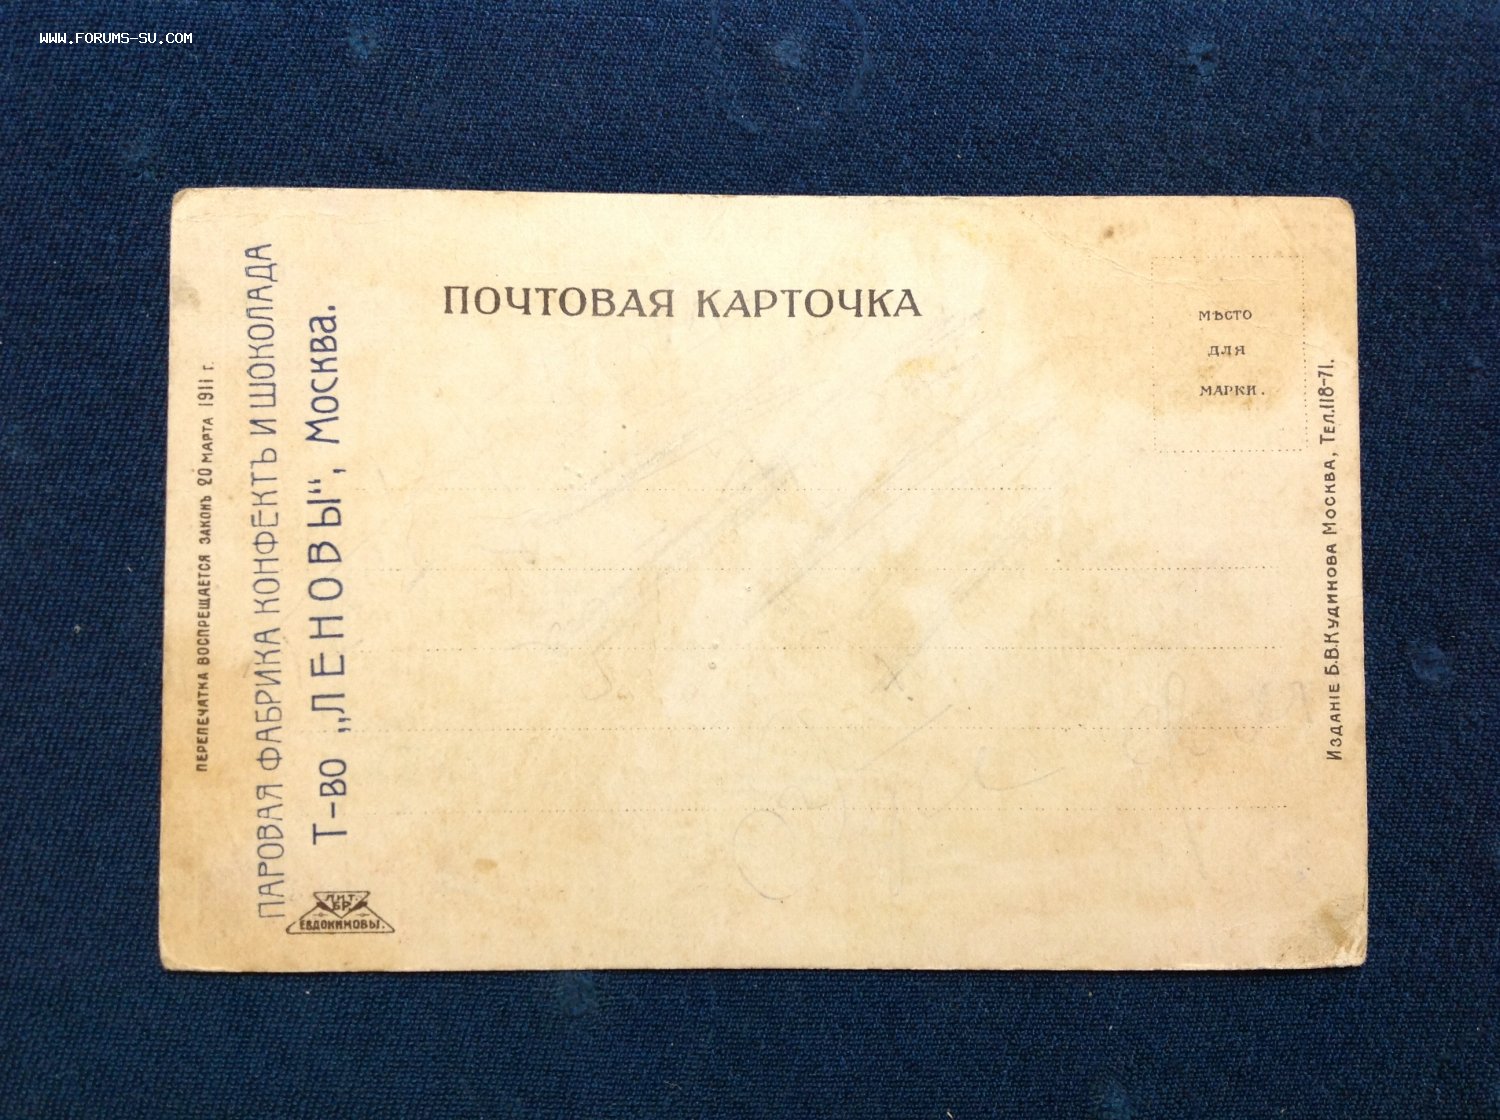 WWW.FORUMS-SU.COM
ПЕРЕПЕЧАТКА ВОСПРЕЩАЕТСЯ ЗАКОНЪ 20 МАРТА 1911 г.
ПАРОВАЯ ФАБРИКА КОНФЕКТЪ И ШОКОЛАДА
Т-ВО „ЛЕНОВЫ“, МОСКВА.
ЛИТ.
БР.
ЕВДОКИМОВЫ.
ПОЧТОВАЯ КАРТОЧКА
МѢСТО
ДЛЯ
МАРКИ.
ИЗДАНІЕ Б.В.КУДИНОВА МОСКВА, ТЕЛ.118-71.